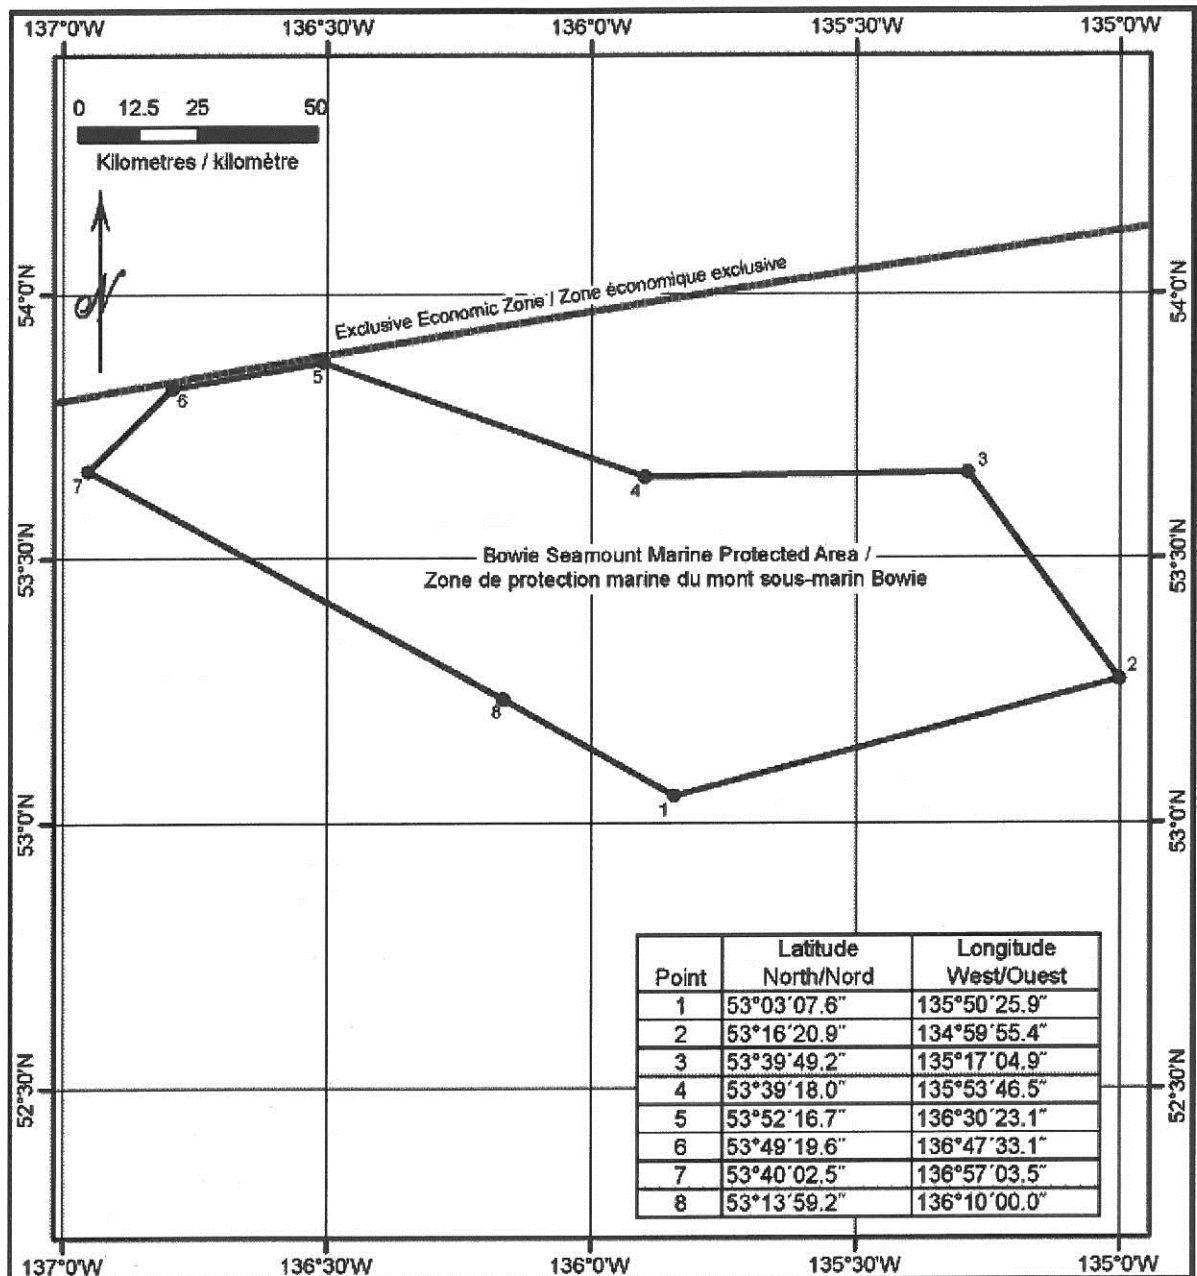 137°0'W 136°30'W 136°0'W 135°30'W 135°0'W
0 12.5 25 50
Kilometres / kilomètre
N
54°0'N
54°0'N
Exclusive Economic Zone / Zone économique exclusive
5
6
7
4
3
53°30'N
53°30'N
Bowie Seamount Marine Protected Area /
Zone de protection marine du mont sous-marin Bowie
2
8
1
53°0'N
53°0'N
Point Latitude North/Nord Longitude West/Ouest
1 53°03´07.6˝ 135°50´25.9˝
2 53°16´20.9˝ 134°59´55.4˝
3 53°39´49.2˝ 135°17´04.9˝
4 53°39´18.0˝ 135°53´46.5˝
5 53°52´16.7˝ 136°30´23.1˝
6 53°49´19.6˝ 136°47´33.1˝
7 53°40´02.5˝ 136°57´03.5˝
8 53°13´59.2˝ 136°10´00.0˝
52°30'N
52°30'N
137°0'W 136°30'W 136°0'W 135°30'W 135°0'W